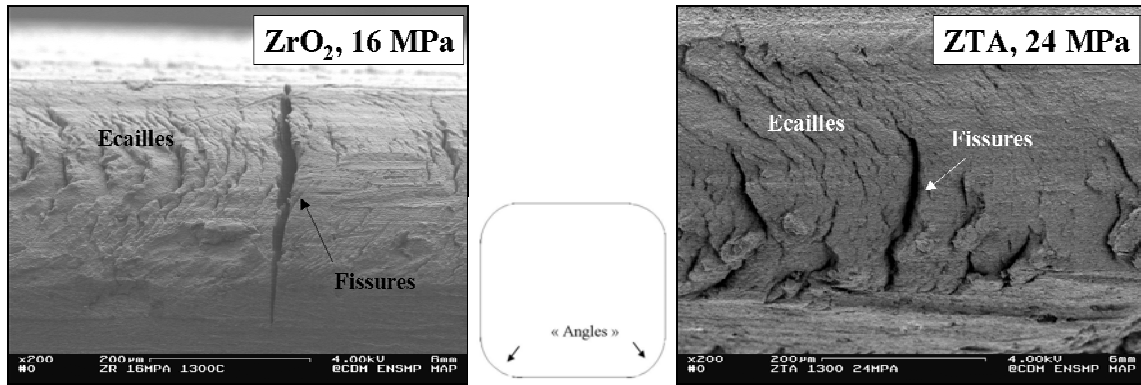 ZrO2, 16 MPa
Ecailles
Fissures
x200 200µm 4.00kV 6mm
#0 ZR 16MPA 1300C @CDM ENSMP MAP
« Angles »
ZTA, 24 MPa
Ecailles
Fissures
x200 200µm 4.00kV 6mm
#0 ZTA 1300 24MPA @CDM ENSMP MAP